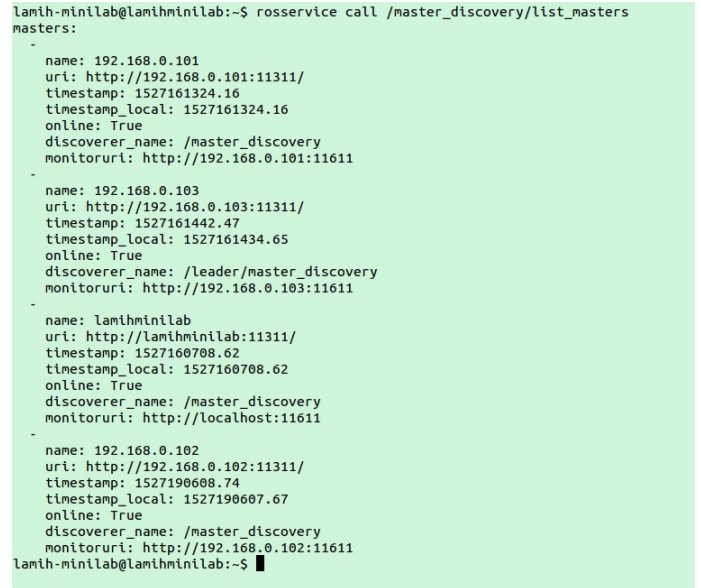 lamih-minilab@lamihminilab:~$ rosservice call /master_discovery/list_masters
masters:
  -
    name: 192.168.0.101
    uri: http://192.168.0.101:11311/
    timestamp: 1527161324.16
    timestamp_local: 1527161324.16
    online: True
    discoverer_name: /master_discovery
    monitoruri: http://192.168.0.101:11611
  -
    name: 192.168.0.103
    uri: http://192.168.0.103:11311/
    timestamp: 1527161442.47
    timestamp_local: 1527161434.65
    online: True
    discoverer_name: /leader/master_discovery
    monitoruri: http://192.168.0.103:11611
  -
    name: lamihminilab
    uri: http://lamihminilab:11311/
    timestamp: 1527160708.62
    timestamp_local: 1527160708.62
    online: True
    discoverer_name: /master_discovery
    monitoruri: http://localhost:11611
  -
    name: 192.168.0.102
    uri: http://192.168.0.102:11311/
    timestamp: 1527190608.74
    timestamp_local: 1527190607.67
    online: True
    discoverer_name: /master_discovery
    monitoruri: http://192.168.0.102:11611
lamih-minilab@lamihminilab:~$